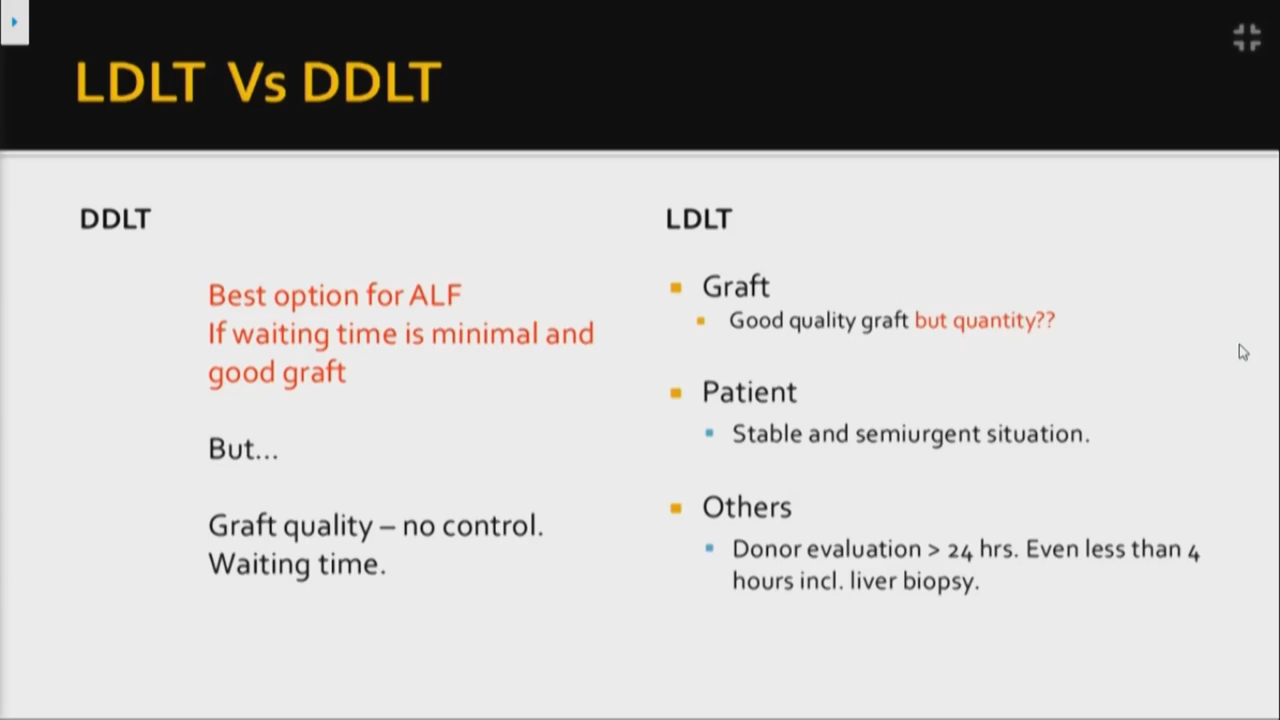 LDLT Vs DDLT
DDLT
Best option for ALF
If waiting time is minimal and
good graft
But...
Graft quality – no control.
Waiting time.
LDLT
Graft
Good quality graft but quantity??
Patient
Stable and semiurgent situation.
Others
Donor evaluation > 24 hrs. Even less than 4
hours incl. liver biopsy.